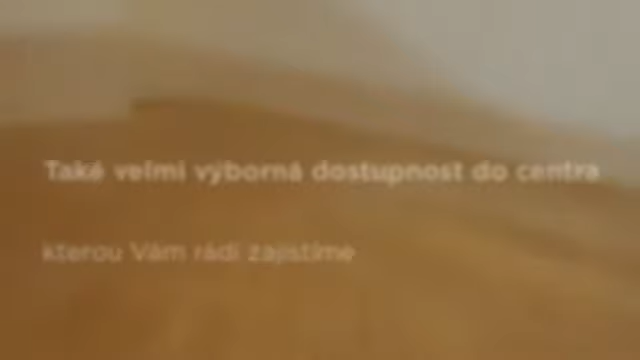 Také velmi výborná dostupnost do centra
kterou Vám rádi zajistíme